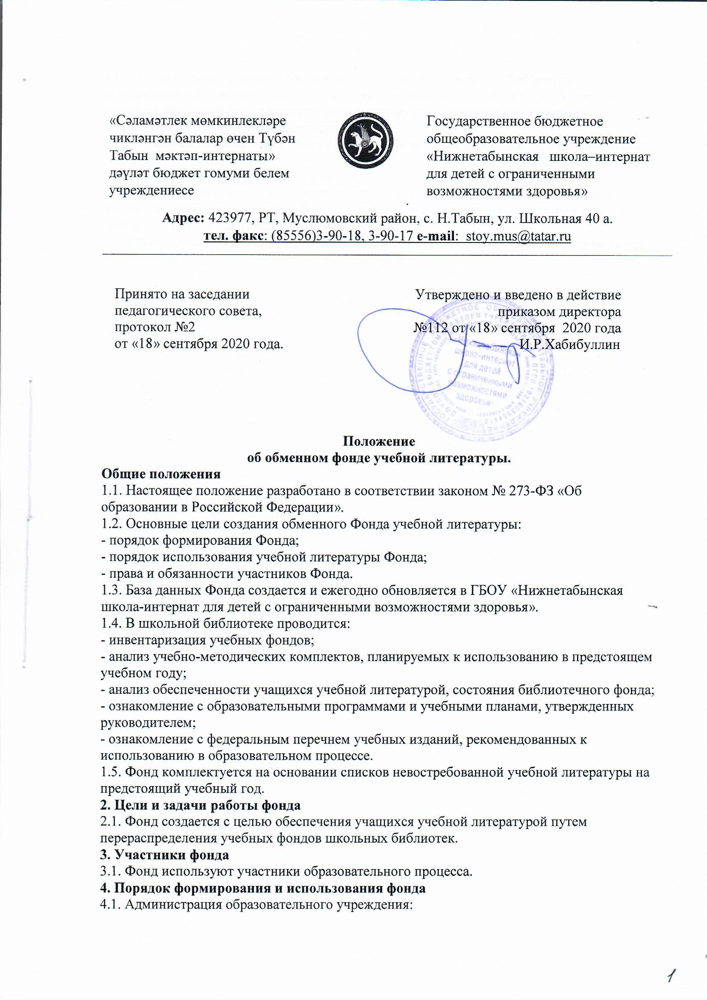 «Сәламәтлек мөмкинлекләре
чикләнгән балалар өчен Түбән
Табын мәктәп-интернаты»
дәүләт бюджет гомуми белем
учреждениесе
Государственное бюджетное
общеобразовательное учреждение
«Нижнетабынская школа–интернат
для детей с ограниченными
возможностями здоровья»
Адрес: 423977, РТ, Муслюмовский район, с. Н.Табын, ул. Школьная 40 а.
тел. факс: (85556)3-90-18, 3-90-17 e-mail: stoy.mus@tatar.ru
Принято на заседании
педагогического совета,
протокол №2
от «18» сентября 2020 года.
Утверждено и введено в действие
приказом директора
№112 от «18» сентября 2020 года
И.Р.Хабибуллин
«Нижнетабынская
школа-интернат
для детей
с ограниченными
возможностями
здоровья»
Положение
об обменном фонде учебной литературы.
Общие положения
1.1. Настоящее положение разработано в соответствии законом № 273-ФЗ «Об
образовании в Российской Федерации».
1.2. Основные цели создания обменного Фонда учебной литературы:
- порядок формирования Фонда;
- порядок использования учебной литературы Фонда;
- права и обязанности участников Фонда.
1.3. База данных Фонда создается и ежегодно обновляется в ГБОУ «Нижнетабынская
школа-интернат для детей с ограниченными возможностями здоровья».
1.4. В школьной библиотеке проводится:
- инвентаризация учебных фондов;
- анализ учебно-методических комплектов, планируемых к использованию в предстоящем
учебном году;
- анализ обеспеченности учащихся учебной литературой, состояния библиотечного фонда;
- ознакомление с образовательными программами и учебными планами, утвержденных
руководителем;
- ознакомление с федеральным перечнем учебных изданий, рекомендованных к
использованию в образовательном процессе.
1.5. Фонд комплектуется на основании списков невостребованной учебной литературы на
предстоящий учебный год.
2. Цели и задачи работы фонда
2.1. Фонд создается с целью обеспечения учащихся учебной литературой путем
перераспределения учебных фондов школьных библиотек.
3. Участники фонда
3.1. Фонд используют участники образовательного процесса.
4. Порядок формирования и использования фонда
4.1. Администрация образовательного учреждения:
1